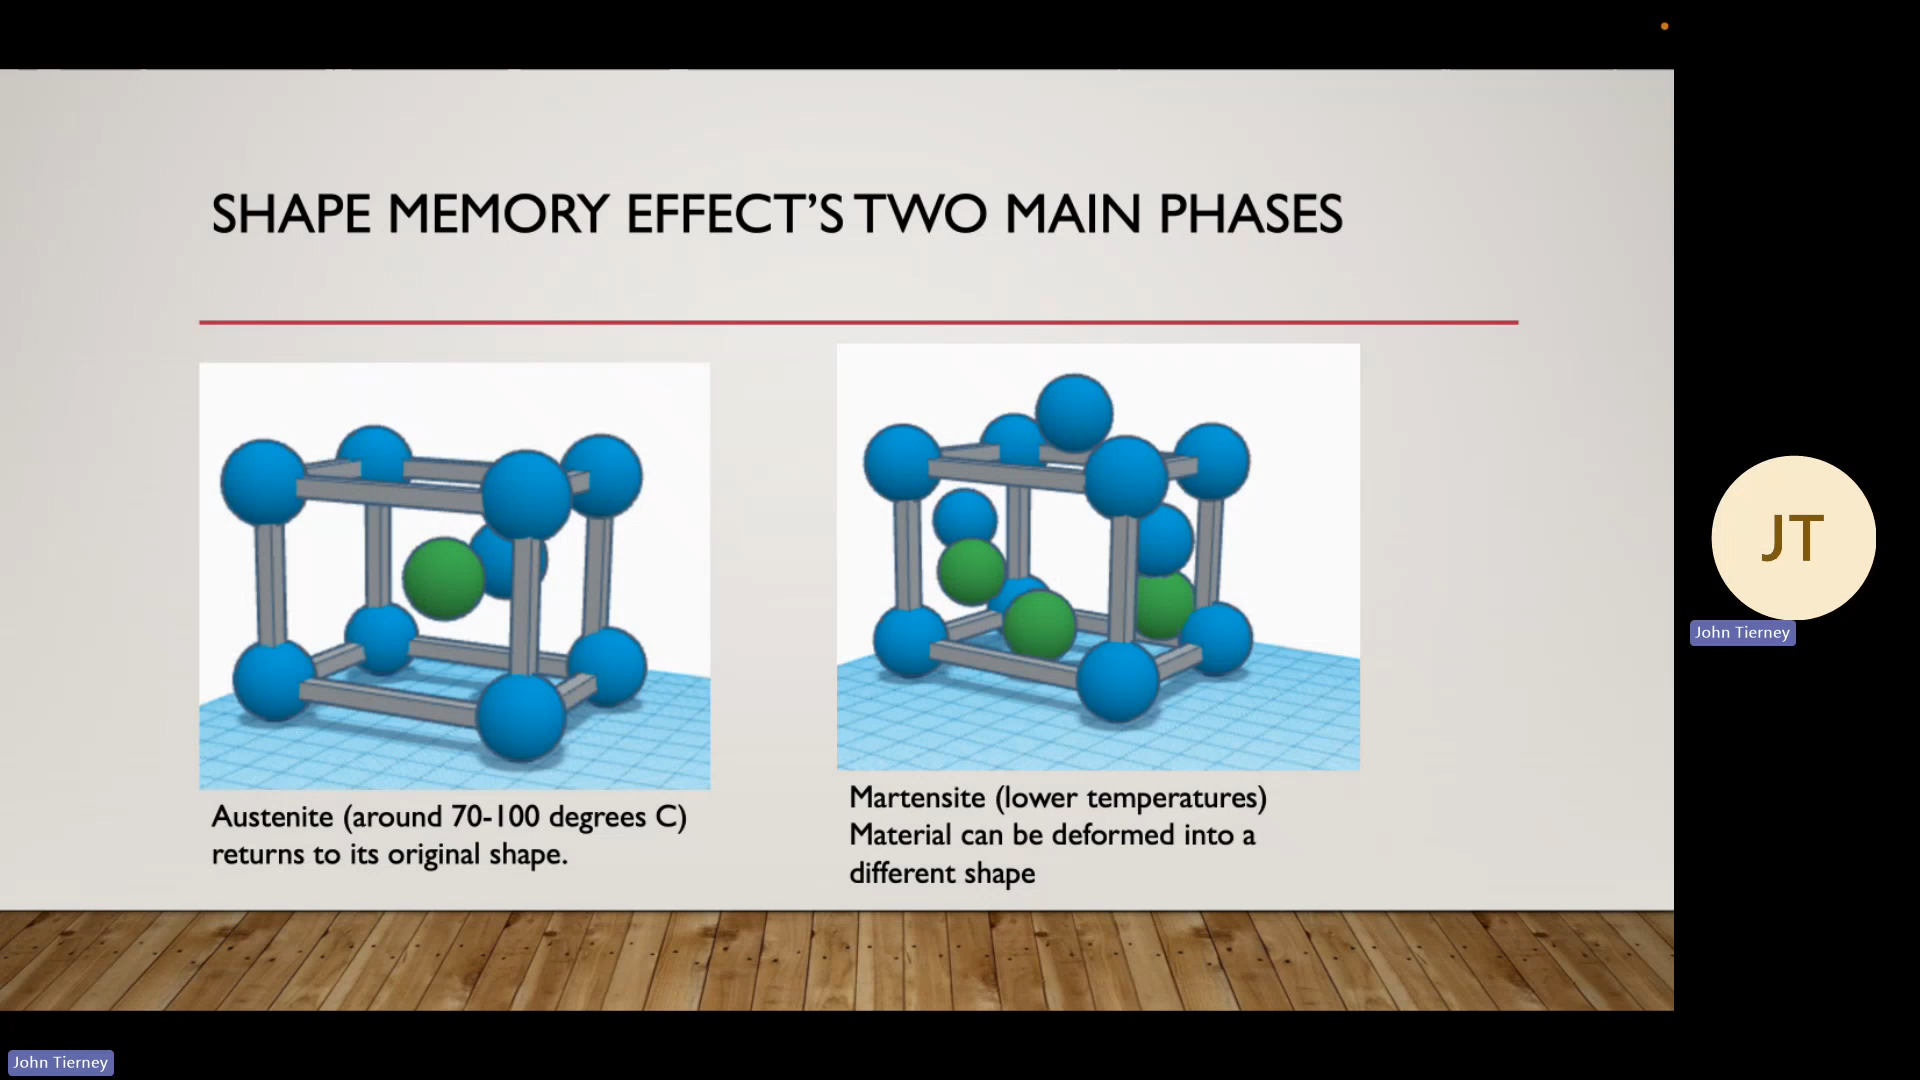 SHAPE MEMORY EFFECT'S TWO MAIN PHASES
Austenite (around 70-100 degrees C)
returns to its original shape.
Martensite (lower temperatures)
Material can be deformed into a
different shape
JT
John Tierney
John Tierney